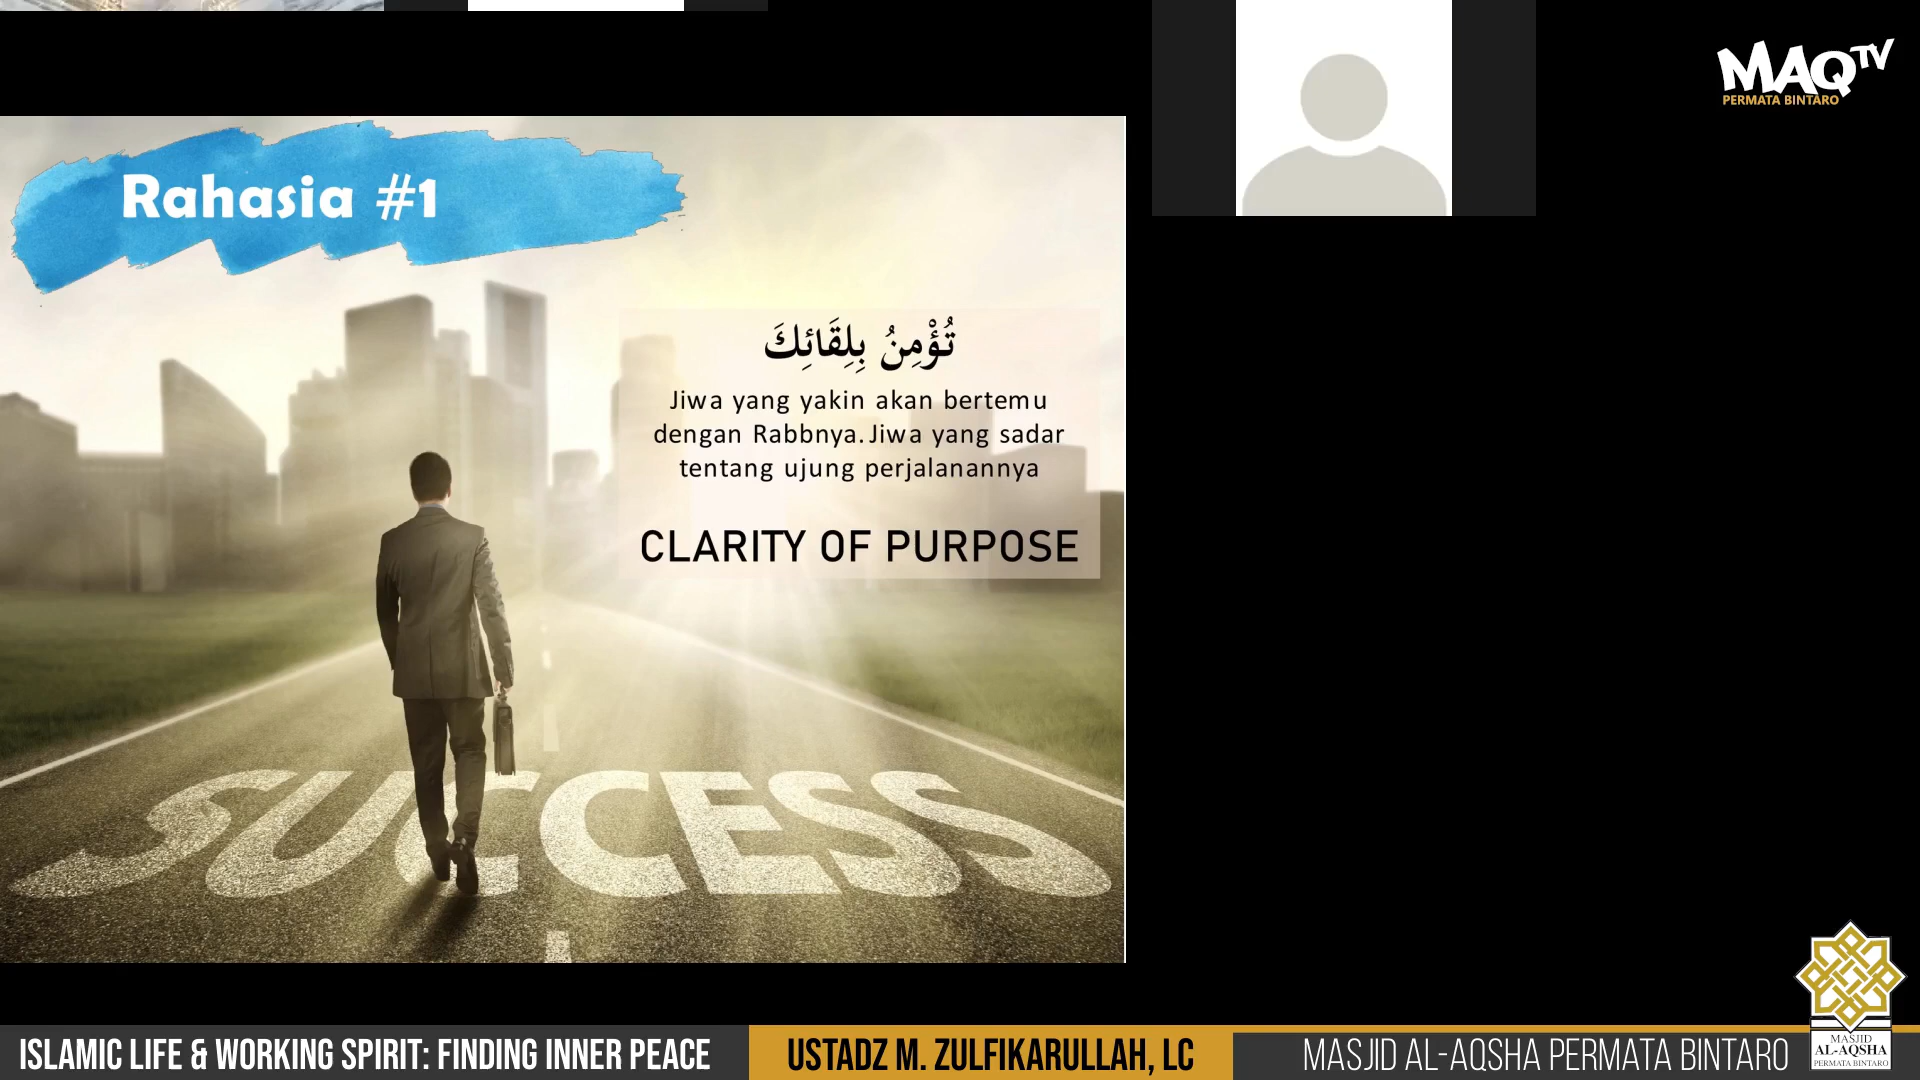 MAQTV
PERMATA BINTARO
Rahasia #1
تُؤْمِنُ بِلِقَائِكَ
Jiwa yang yakin akan bertemu
dengan Rabbnya. Jiwa yang sadar
tentang ujung perjalanannya
CLARITY OF PURPOSE
SUCCESS
ISLAMIC LIFE & WORKING SPIRIT: FINDING INNER PEACE
USTADZ M. ZULFIKARULLAH, LC
MASJID AL-AQSHA PERMATA BINTARO
MASJID
AL-AQSHA
PERMATA BINTARO